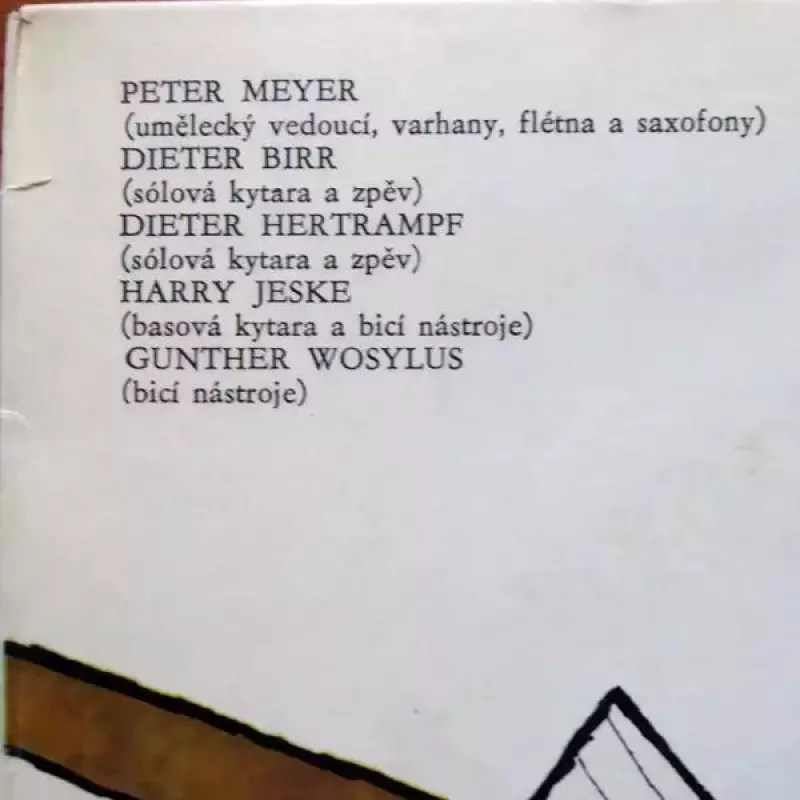 PETER MEYER
(umělecký vedoucí, varhany, flétna a saxofony)
DIETER BIRR
(sólová kytara a zpěv)
DIETER HERTRAMPF
(sólová kytara a zpěv)
HARRY JESKE
(basová kytara a bicí nástroje)
GUNTHER WOSYLUS
(bicí nástroje)